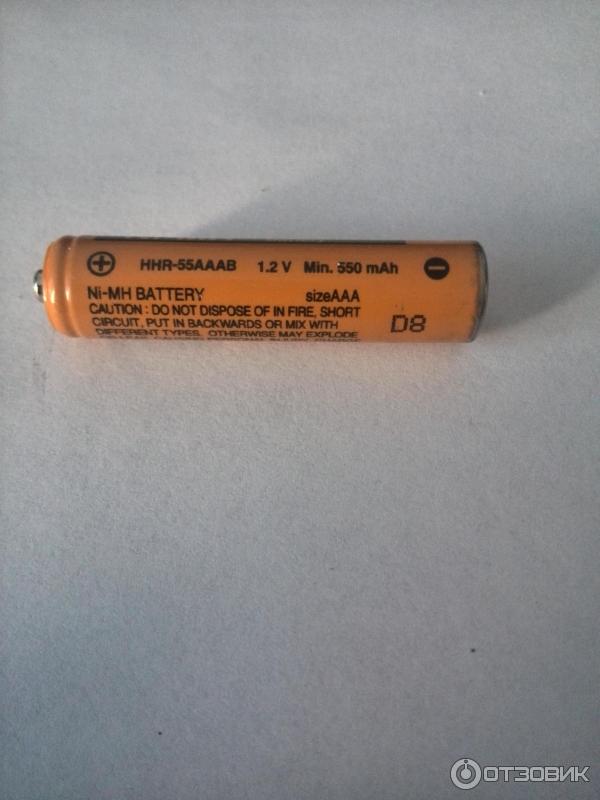 HHR-55AAAB 1.2 V Min. 550 mAh
Ni-MH BATTERY sizeAAA
CAUTION : DO NOT DISPOSE OF IN FIRE, SHORT
CIRCUIT, PUT IN BACKWARDS OR MIX WITH
DIFFERENT TYPES, OTHERWISE MAY EXPLODE
D8
ОТЗОВИК